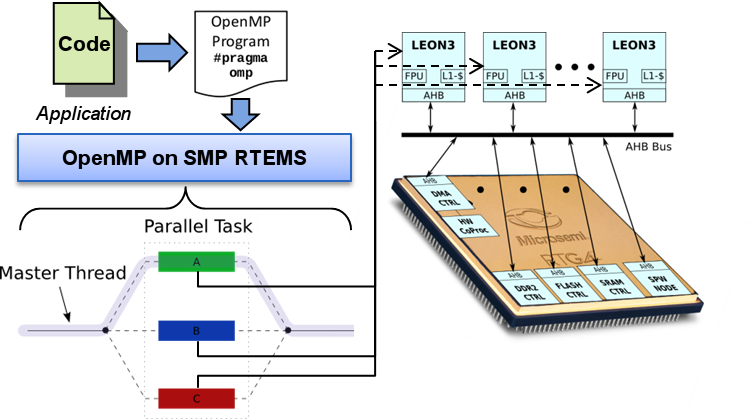 Code
Application
OpenMP
Program
#pragma
omp
OpenMP on SMP RTEMS
Parallel Task
Master Thread
A
B
C
LEON3
FPU
L1-$
AHB
LEON3
FPU
L1-$
AHB
LEON3
FPU
L1-$
AHB
AHB Bus
AHB
DMA
CTRL
HW
CoProc
Microsemi
RTG4
AHB
DDR2
CTRL
AHB
FLASH
CTRL
AHB
SRAM
CTRL
AHB
SPW
NODE